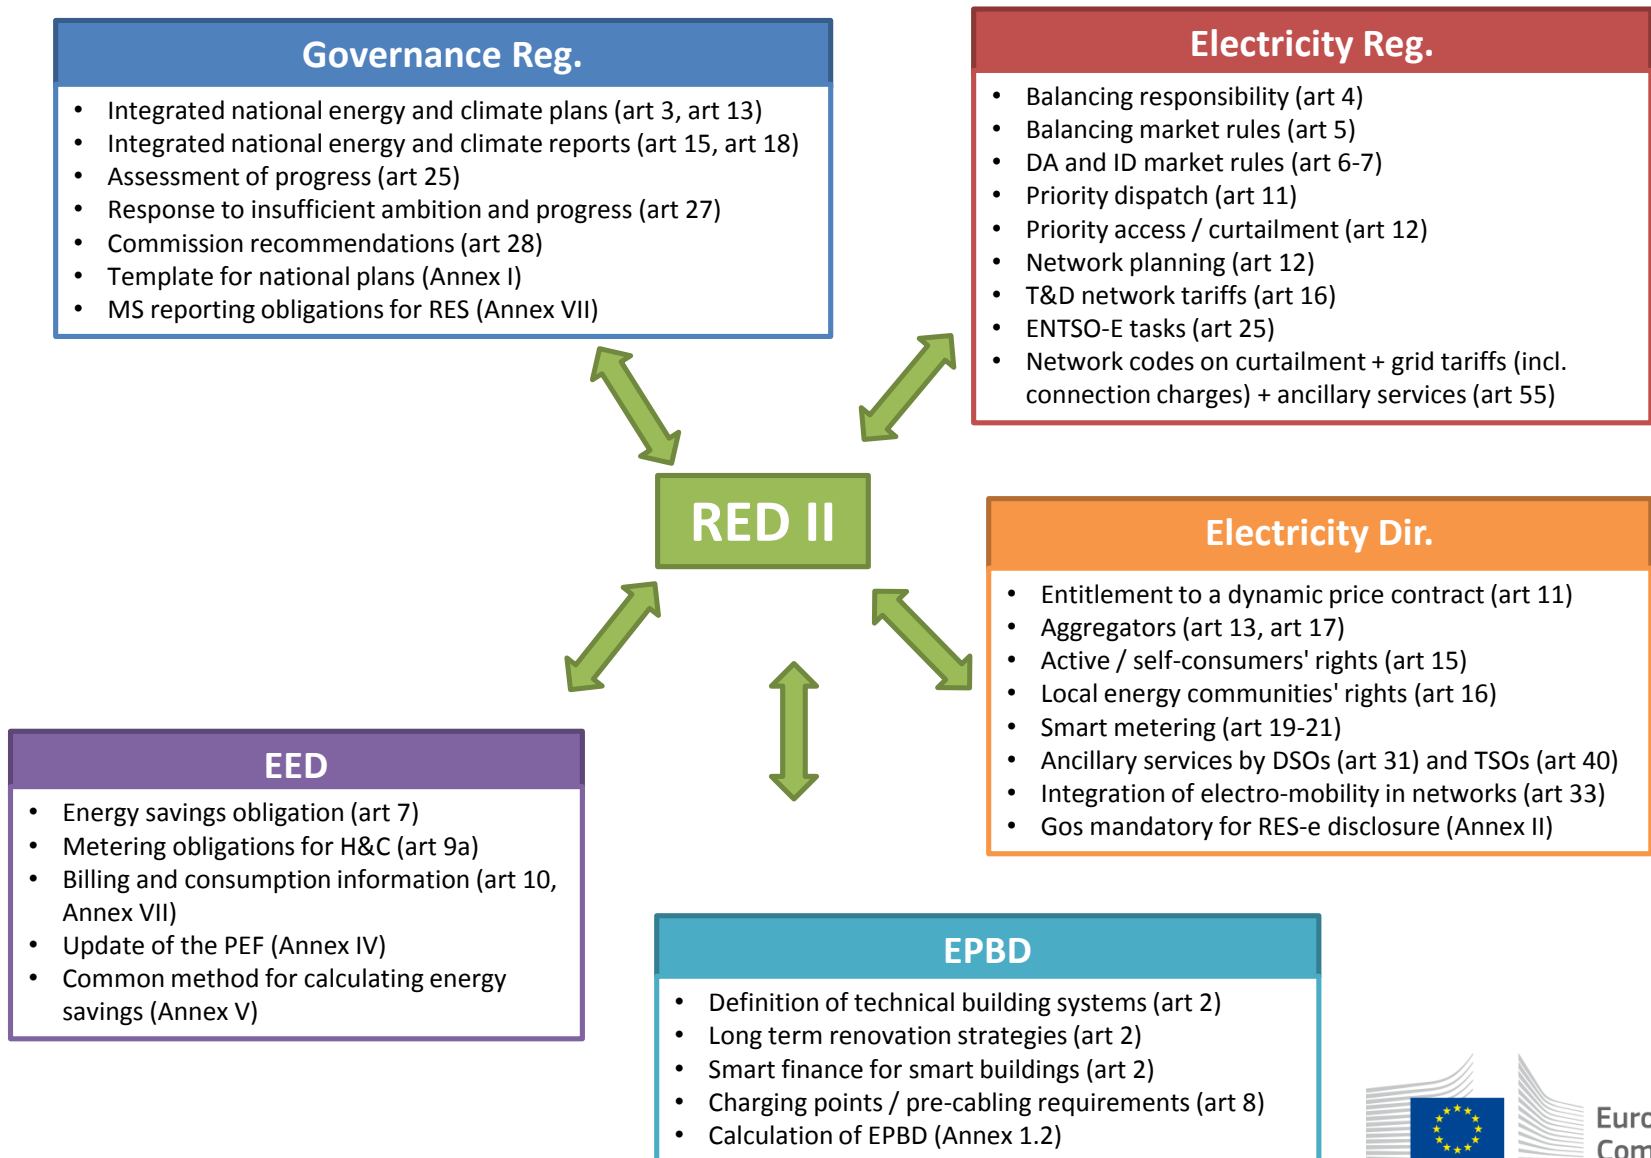 Governance Reg.
• Integrated national energy and climate plans (art 3, art 13)
• Integrated national energy and climate reports (art 15, art 18)
• Assessment of progress (art 25)
• Response to insufficient ambition and progress (art 27)
• Commission recommendations (art 28)
• Template for national plans (Annex I)
• MS reporting obligations for RES (Annex VII)
Electricity Reg.
• Balancing responsibility (art 4)
• Balancing market rules (art 5)
• DA and ID market rules (art 6-7)
• Priority dispatch (art 11)
• Priority access / curtailment (art 12)
• Network planning (art 12)
• T&D network tariffs (art 16)
• ENTSO-E tasks (art 25)
• Network codes on curtailment + grid tariffs (incl.
connection charges) + ancillary services (art 55)
RED II
Electricity Dir.
• Entitlement to a dynamic price contract (art 11)
• Aggregators (art 13, art 17)
• Active / self-consumers' rights (art 15)
• Local energy communities' rights (art 16)
• Smart metering (art 19-21)
• Ancillary services by DSOs (art 31) and TSOs (art 40)
• Integration of electro-mobility in networks (art 33)
• Gos mandatory for RES-e disclosure (Annex II)
EED
• Energy savings obligation (art 7)
• Metering obligations for H&C (art 9a)
• Billing and consumption information (art 10,
Annex VII)
• Update of the PEF (Annex IV)
• Common method for calculating energy
savings (Annex V)
EPBD
• Definition of technical building systems (art 2)
• Long term renovation strategies (art 2)
• Smart finance for smart buildings (art 2)
• Charging points / pre-cabling requirements (art 8)
• Calculation of EPBD (Annex 1.2)
Euro
Com